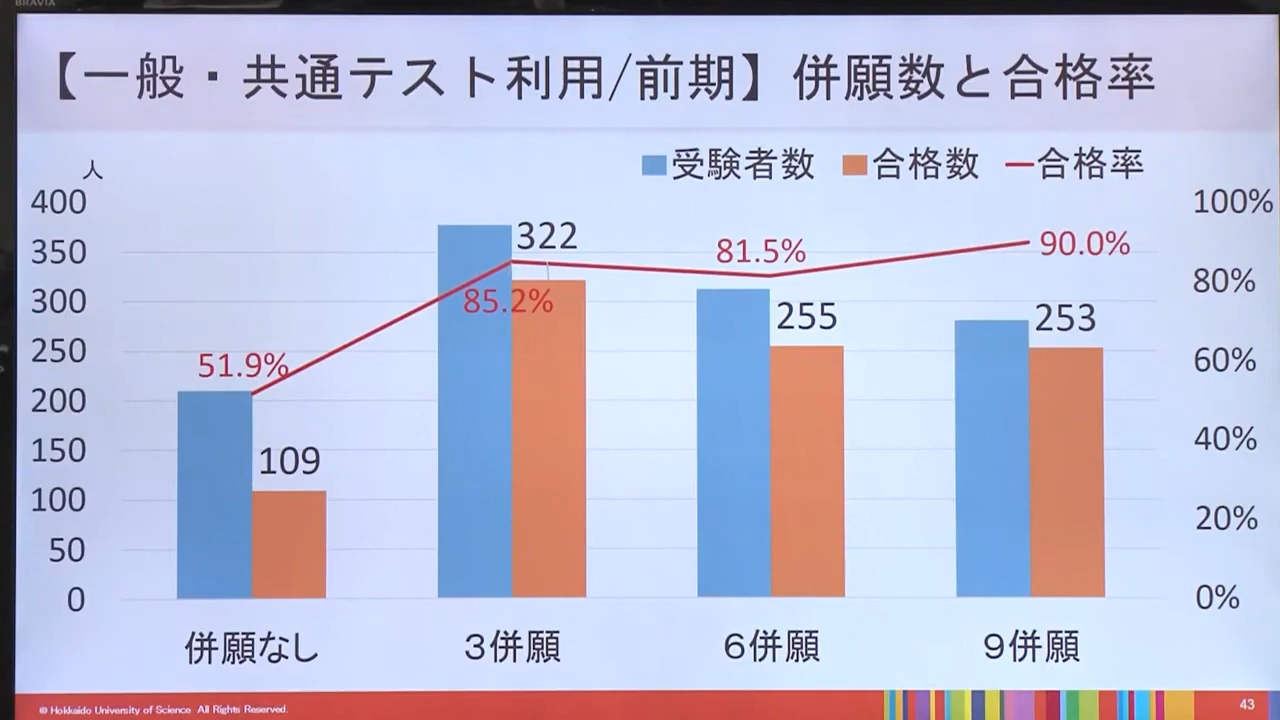 BRAVIA
【一般・共通テスト利用/前期】併願数と合格率
受験者数 合格数 合格率
人
400 100%
350 322 81.5% 90.0%
300 85.2% 80%
250 51.9% 255 253 60%
200
150 109 40%
100 20%
50
0 0%
併願なし 3併願 6併願 9併願
© Hokkaido University of Science All Rights Reserved. 43